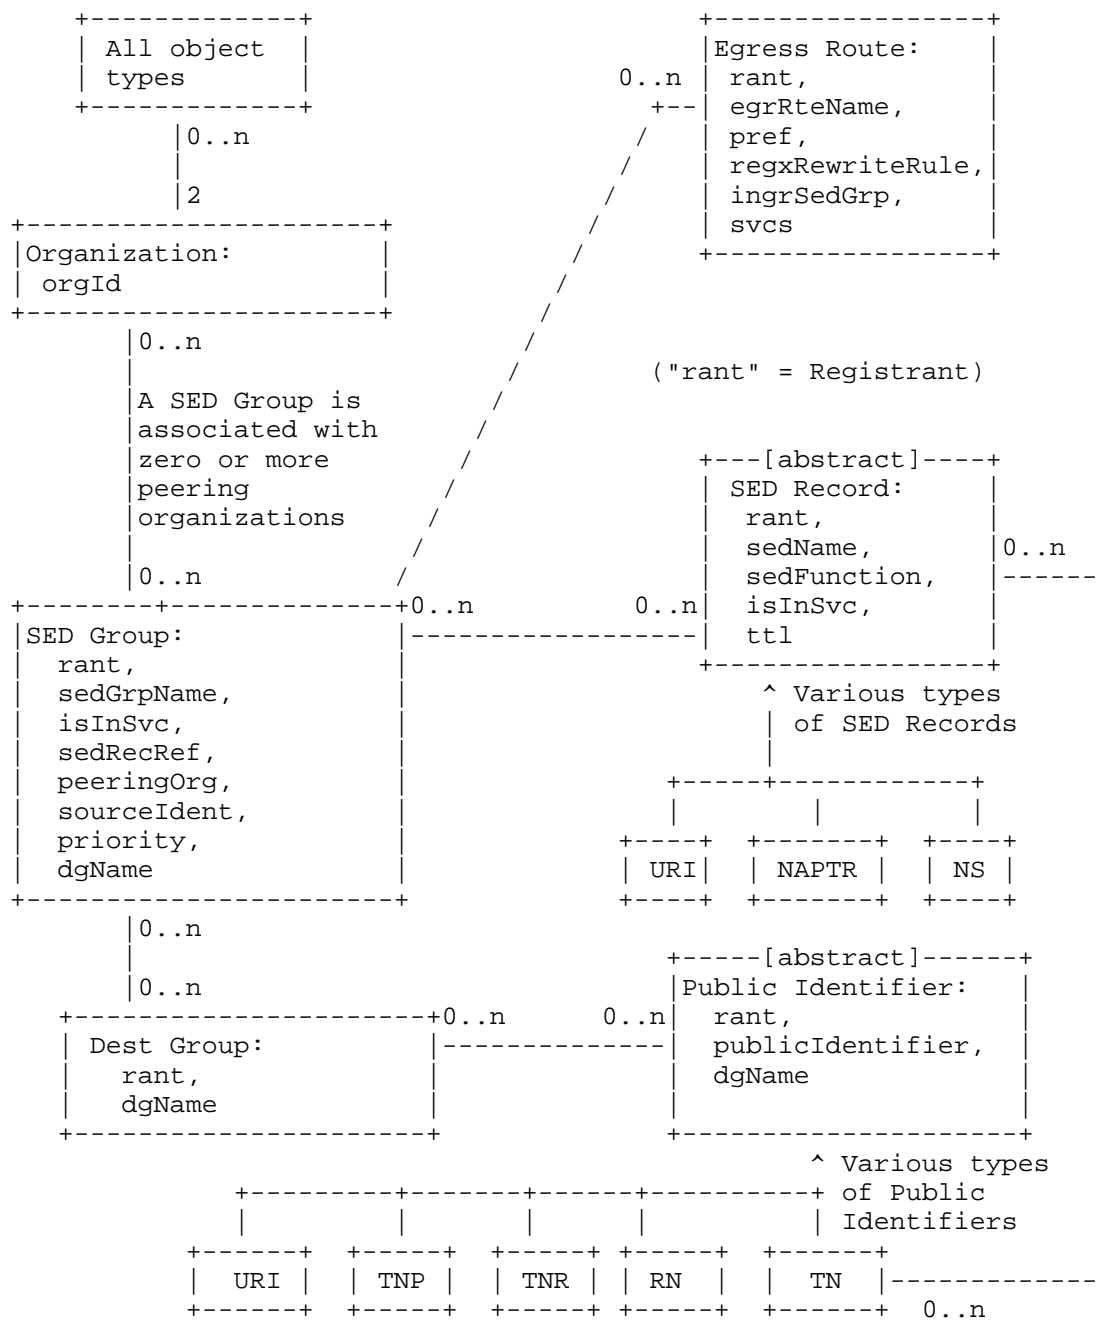 All object
types
0..n
2
Organization:
orgId
0..n
A SED Group is
associated with
zero or more
peering
organizations
0..n
Egress Route:
0..n
rant,
egrRteName,
pref,
regxRewriteRule,
ingrSedGrp,
svcs
("rant" = Registrant)
[abstract]
SED Record:
rant,
sedName,
0..n
sedFunction,
0..n
0..n
isInSvc,
ttl
SED Group:
rant,
sedGrpName,
isInSvc,
sedRecRef,
peeringOrg,
sourceIdent,
priority,
dgName
^ Various types
of SED Records
URI
NAPTR
NS
0..n
0..n
[abstract]
Public Identifier:
0..n
0..n
rant,
publicIdentifier,
dgName
Dest Group:
rant,
dgName
^ Various types
of Public
Identifiers
URI
TNP
TNR
RN
TN
0..n